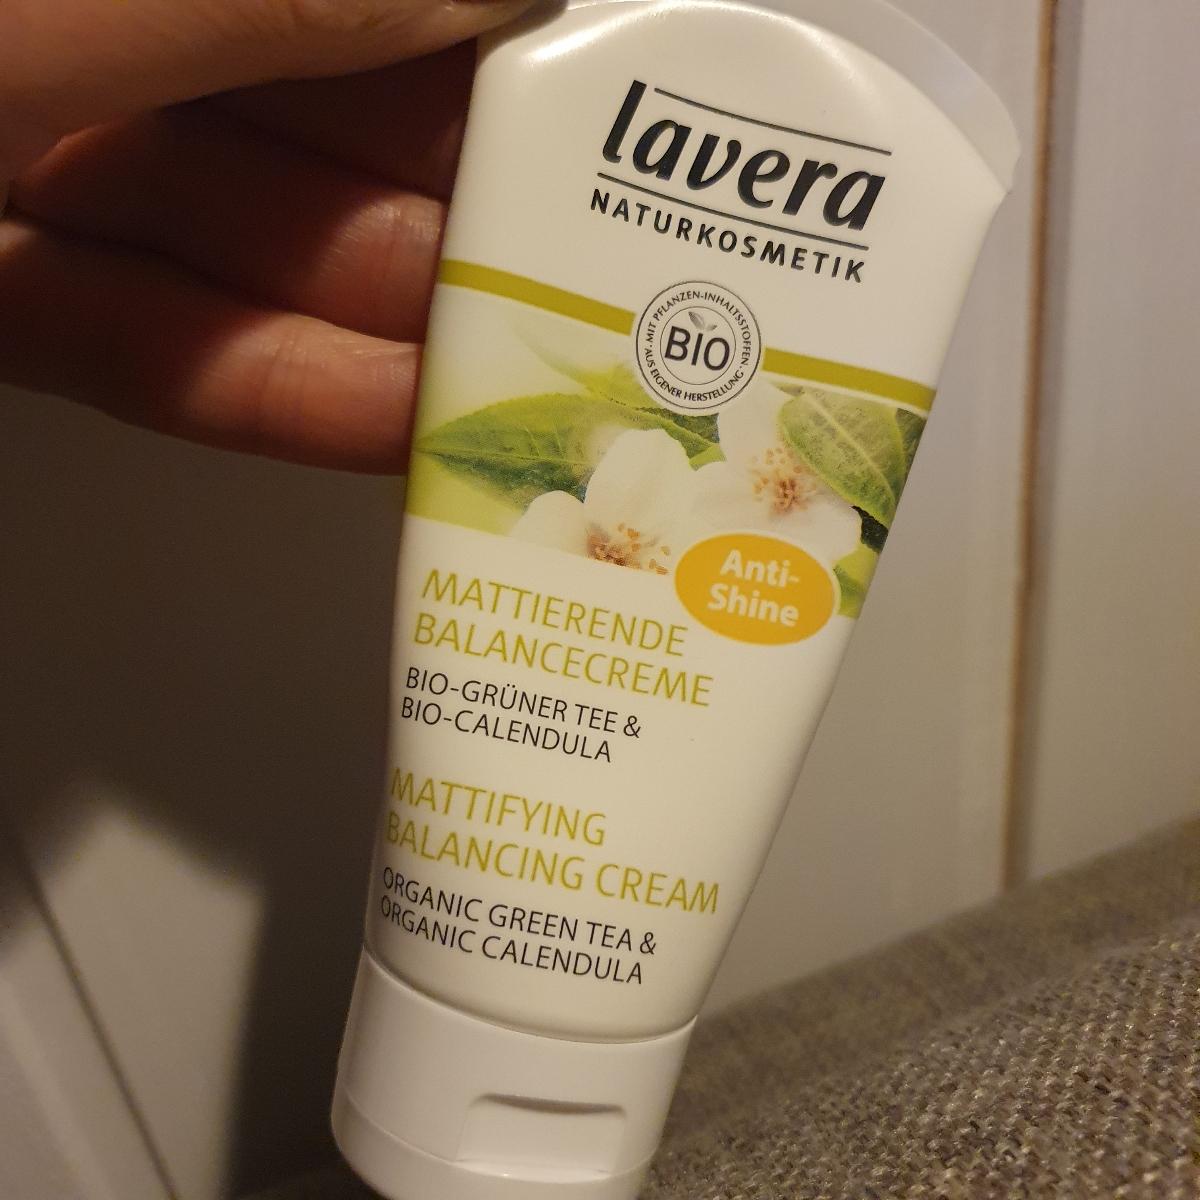 lavera
NATURKOSMETIK
· MIT PFLANZEN-INHALTSSTOFFEN ·
BIO
AUS EIGENER HERSTELLUNG
Anti-
Shine
MATTIERENDE
BALANCECREME
BIO-GRÜNER TEE &
BIO-CALENDULA
MATTIFYING
BALANCING CREAM
ORGANIC GREEN TEA &
ORGANIC CALENDULA